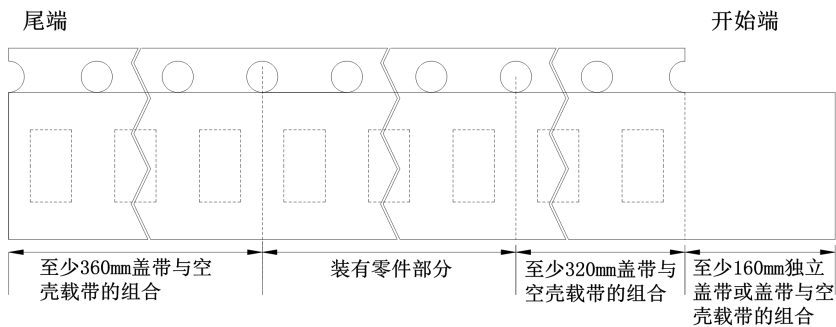 尾端
开始端
至少360mm盖带与空
壳载带的组合
装有零件部分
至少320mm盖带与
空壳载带的组合
至少160mm独立
盖带或盖带与空
壳载带的组合